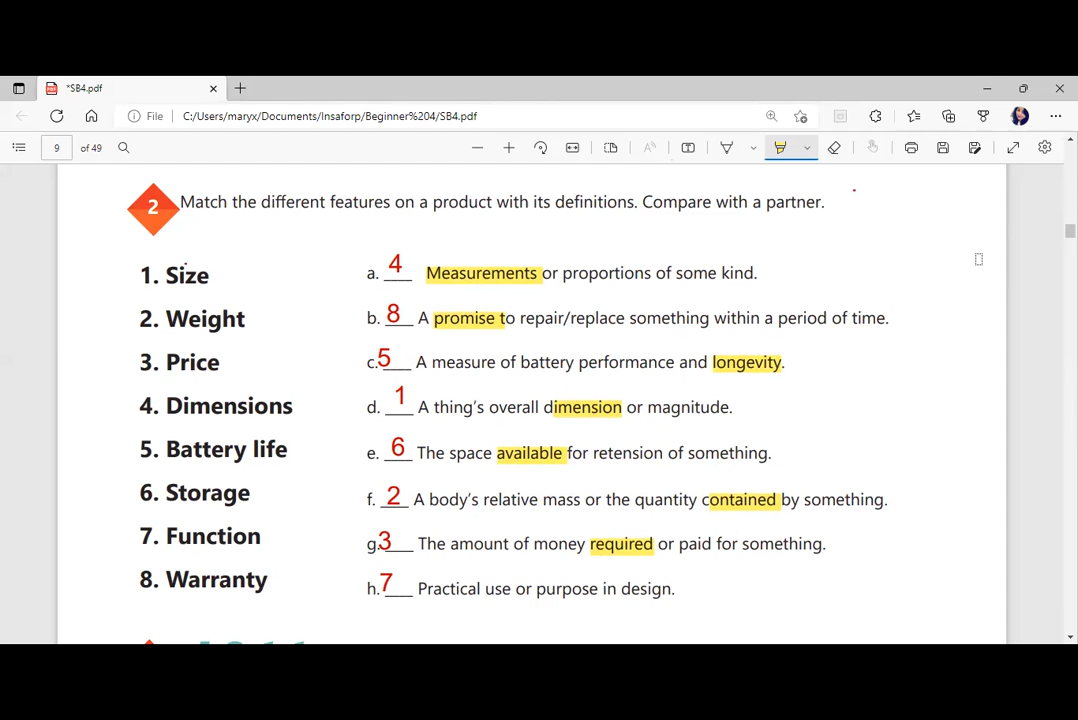 *SB4.pdf
File C:/Users/maryx/Documents/Insaforp/Beginner%204/SB4.pdf
9 of 49
2 Match the different features on a product with its definitions. Compare with a partner.
1. Size a. 4 Measurements or proportions of some kind.
2. Weight b. 8 A promise to repair/replace something within a period of time.
3. Price c. 5 A measure of battery performance and longevity.
4. Dimensions d. 1 A thing's overall dimension or magnitude.
5. Battery life e. 6 The space available for retension of something.
6. Storage f. 2 A body's relative mass or the quantity contained by something.
7. Function g. 3 The amount of money required or paid for something.
8. Warranty h. 7 Practical use or purpose in design.